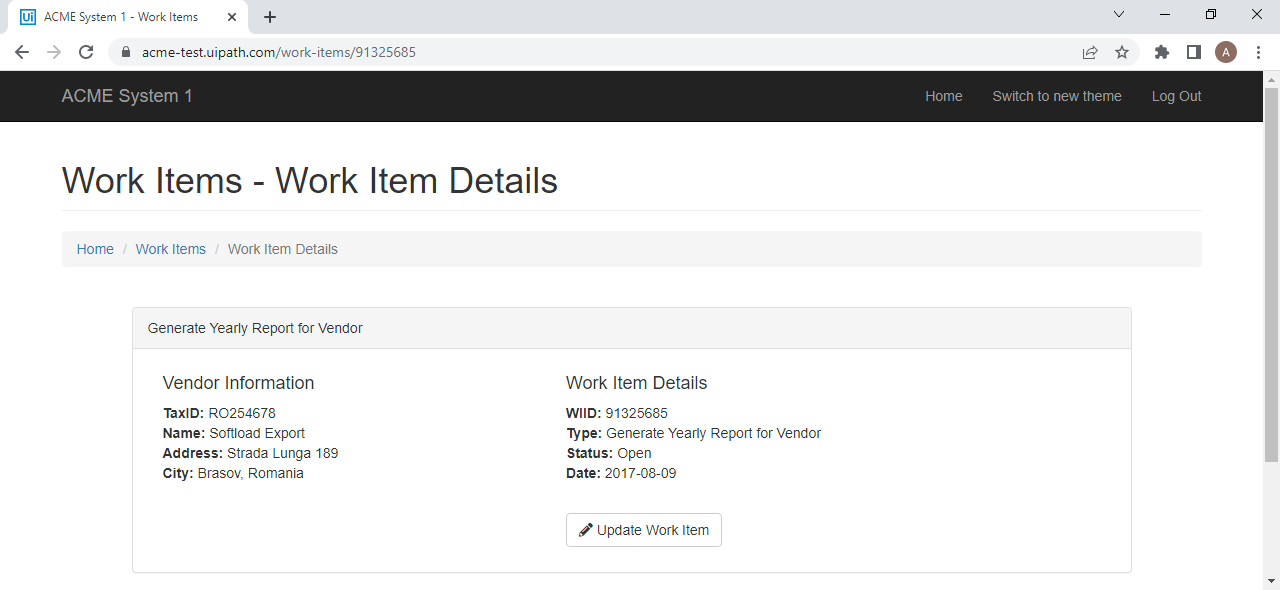 ACME System 1 - Work Items
acme-test.uipath.com/work-items/91325685
A
ACME System 1
Home
Switch to new theme
Log Out
Work Items - Work Item Details
Home / Work Items / Work Item Details
Generate Yearly Report for Vendor
Vendor Information
TaxID: RO254678
Name: Softload Export
Address: Strada Lunga 189
City: Brasov, Romania
Work Item Details
WIID: 91325685
Type: Generate Yearly Report for Vendor
Status: Open
Date: 2017-08-09
Update Work Item